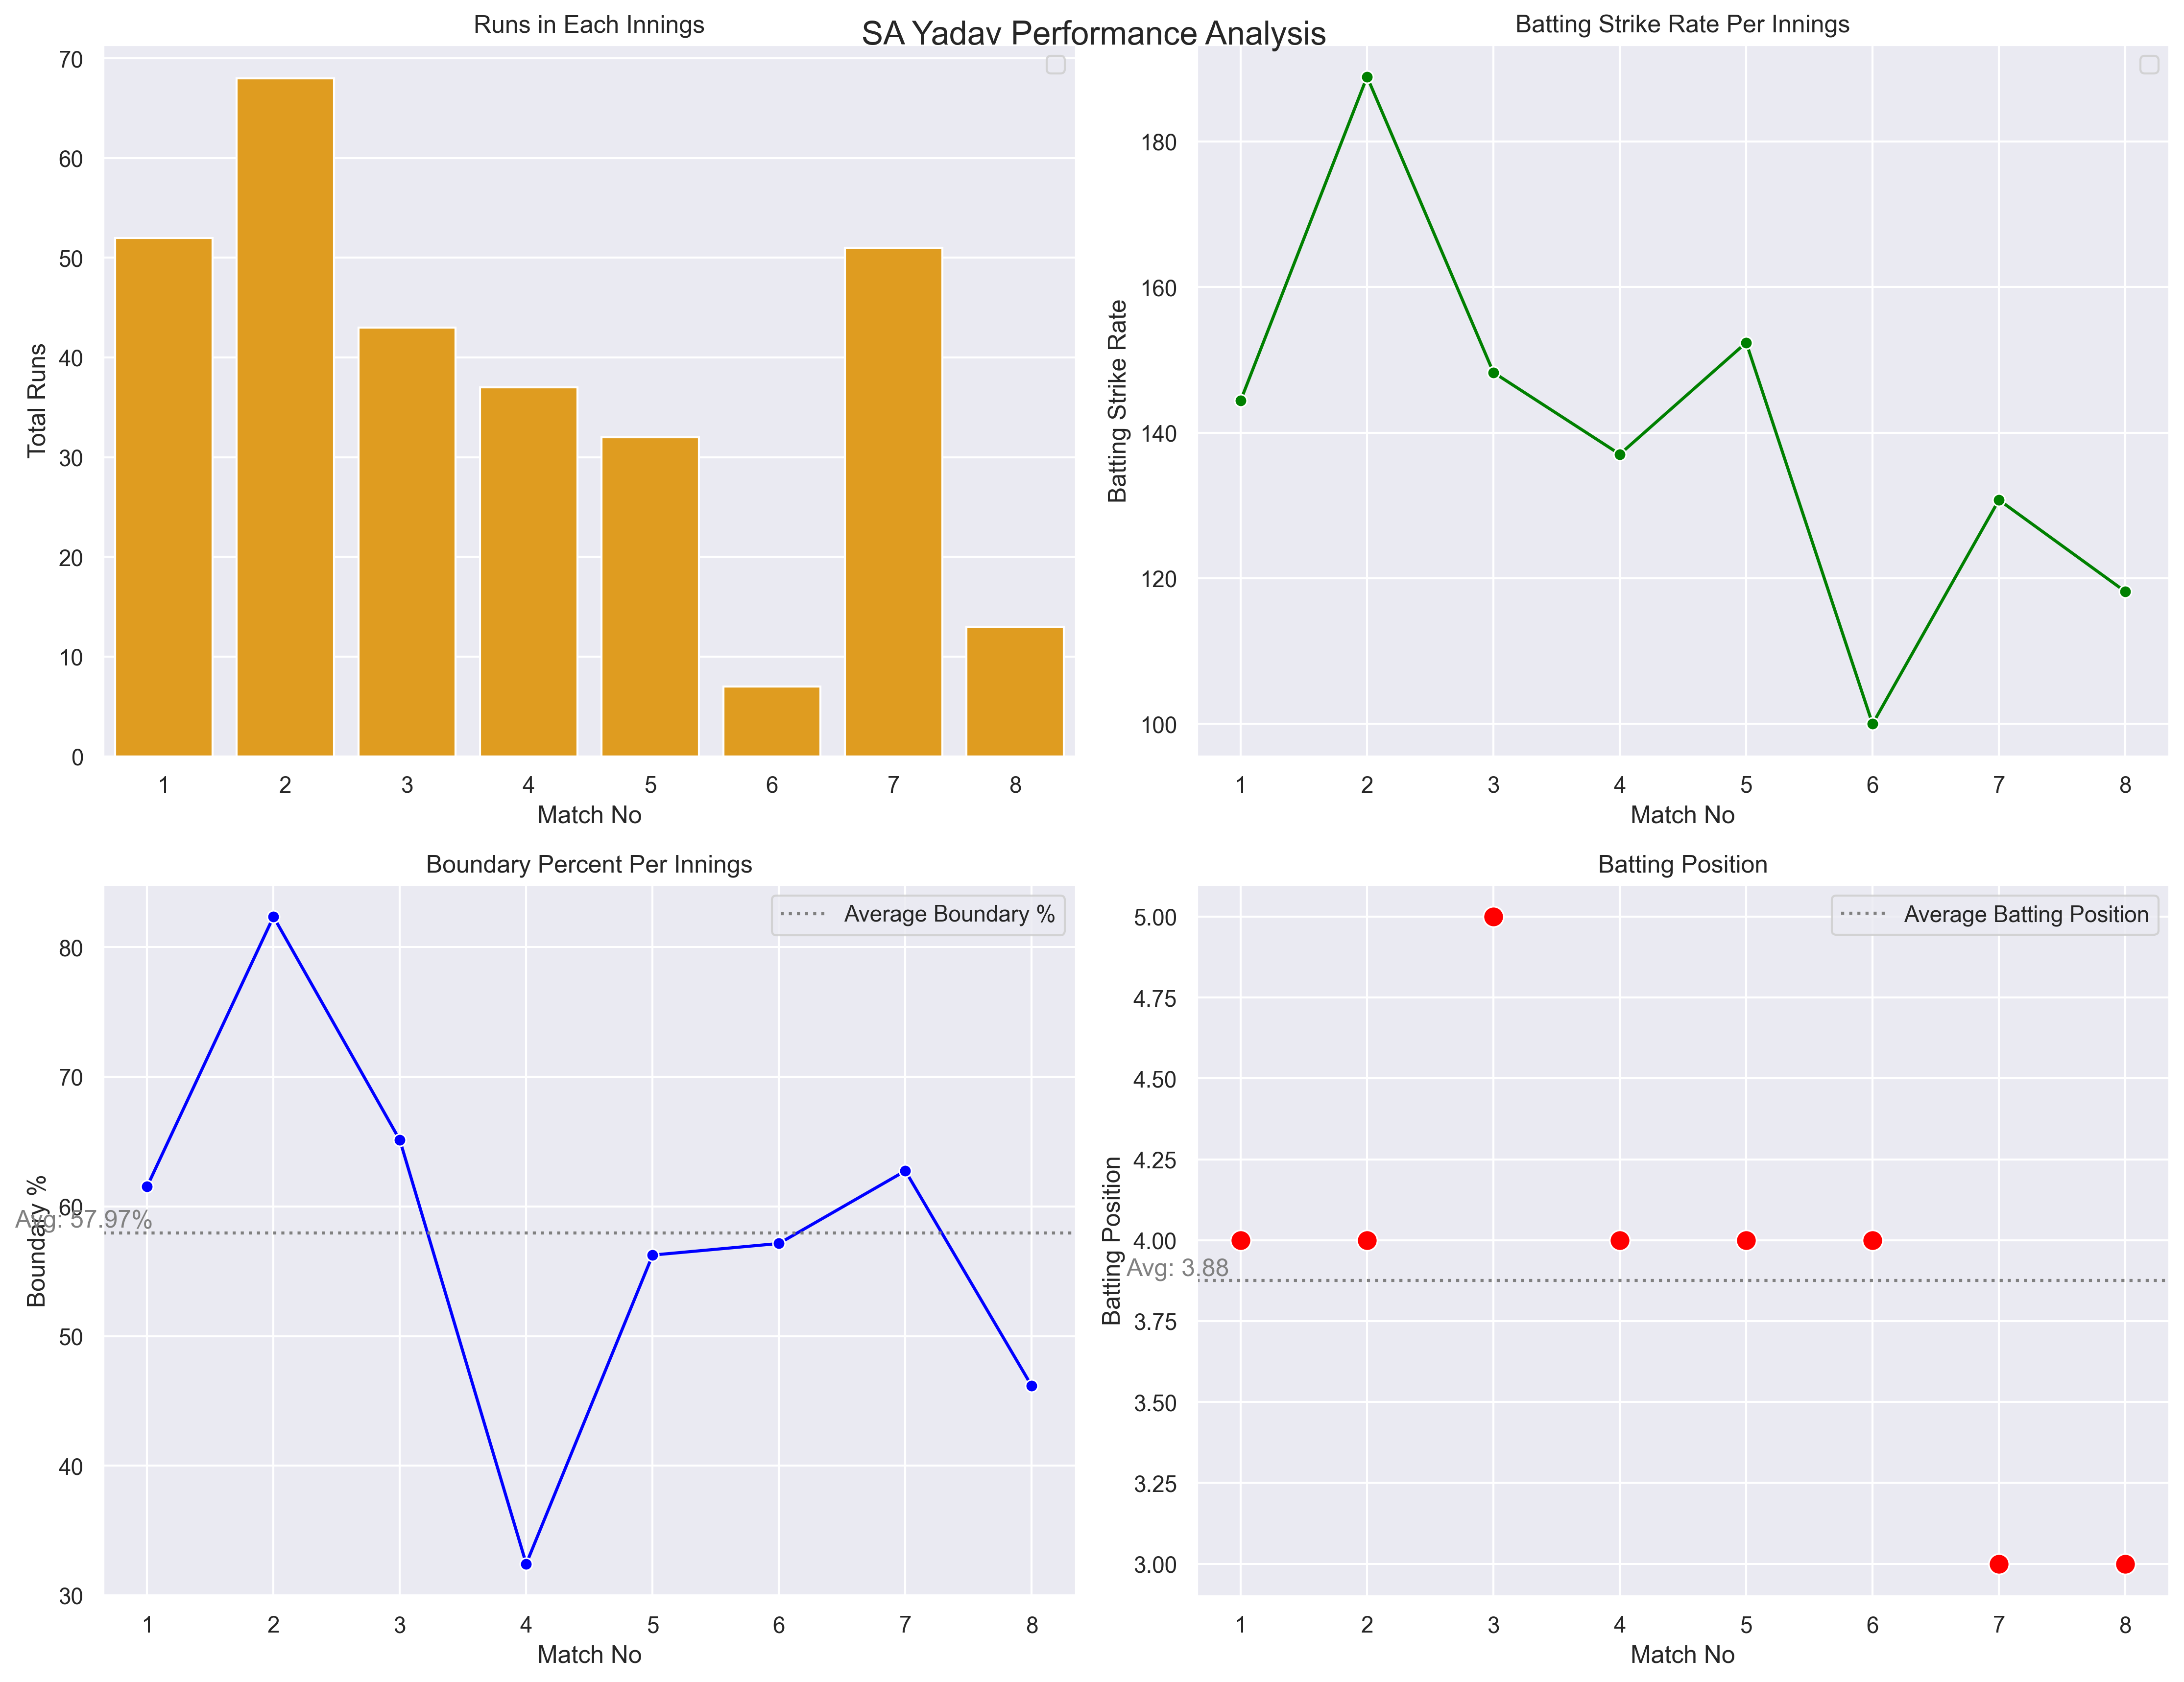 SA Yadav Performance Analysis
Runs in Each Innings
Total Runs
70
60
50
40
30
20
10
0
1 2 3 4 5 6 7 8
Match No
Batting Strike Rate Per Innings
Batting Strike Rate
180
160
140
120
100
1 2 3 4 5 6 7 8
Match No
Boundary Percent Per Innings
Average Boundary %
Boundary %
80
70
60
Avg: 57.97%
50
40
30
1 2 3 4 5 6 7 8
Match No
Batting Position
Average Batting Position
Batting Position
5.00
4.75
4.50
4.25
4.00
Avg: 3.88
3.75
3.50
3.25
3.00
1 2 3 4 5 6 7 8
Match No